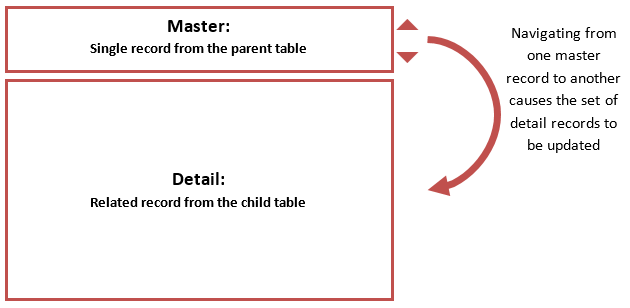 Master:
Single record from the parent table
Navigating from
one master
record to another
causes the set of
detail records to
be updated
Detail:
Related record from the child table